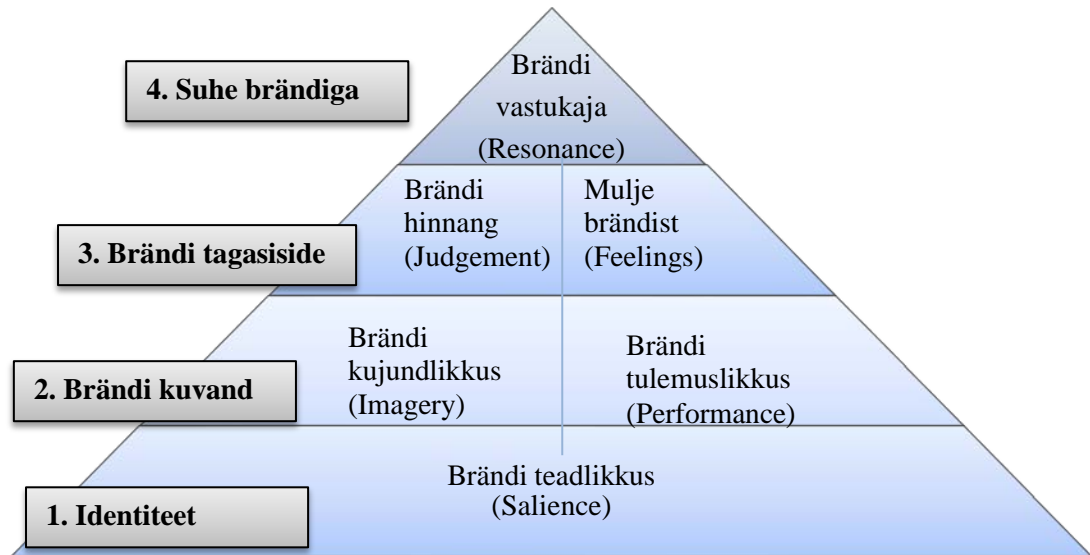 4. Suhe brändiga
Brändi
vastukaja
(Resonance)
3. Brändi tagasiside
Brändi
hinnang
(Judgement)
Mulje
brändist
(Feelings)
2. Brändi kuvand
Brändi
kujundlikkus
(Imagery)
Brändi
tulemuslikkus
(Performance)
1. Identiteet
Brändi teadlikkus
(Salience)